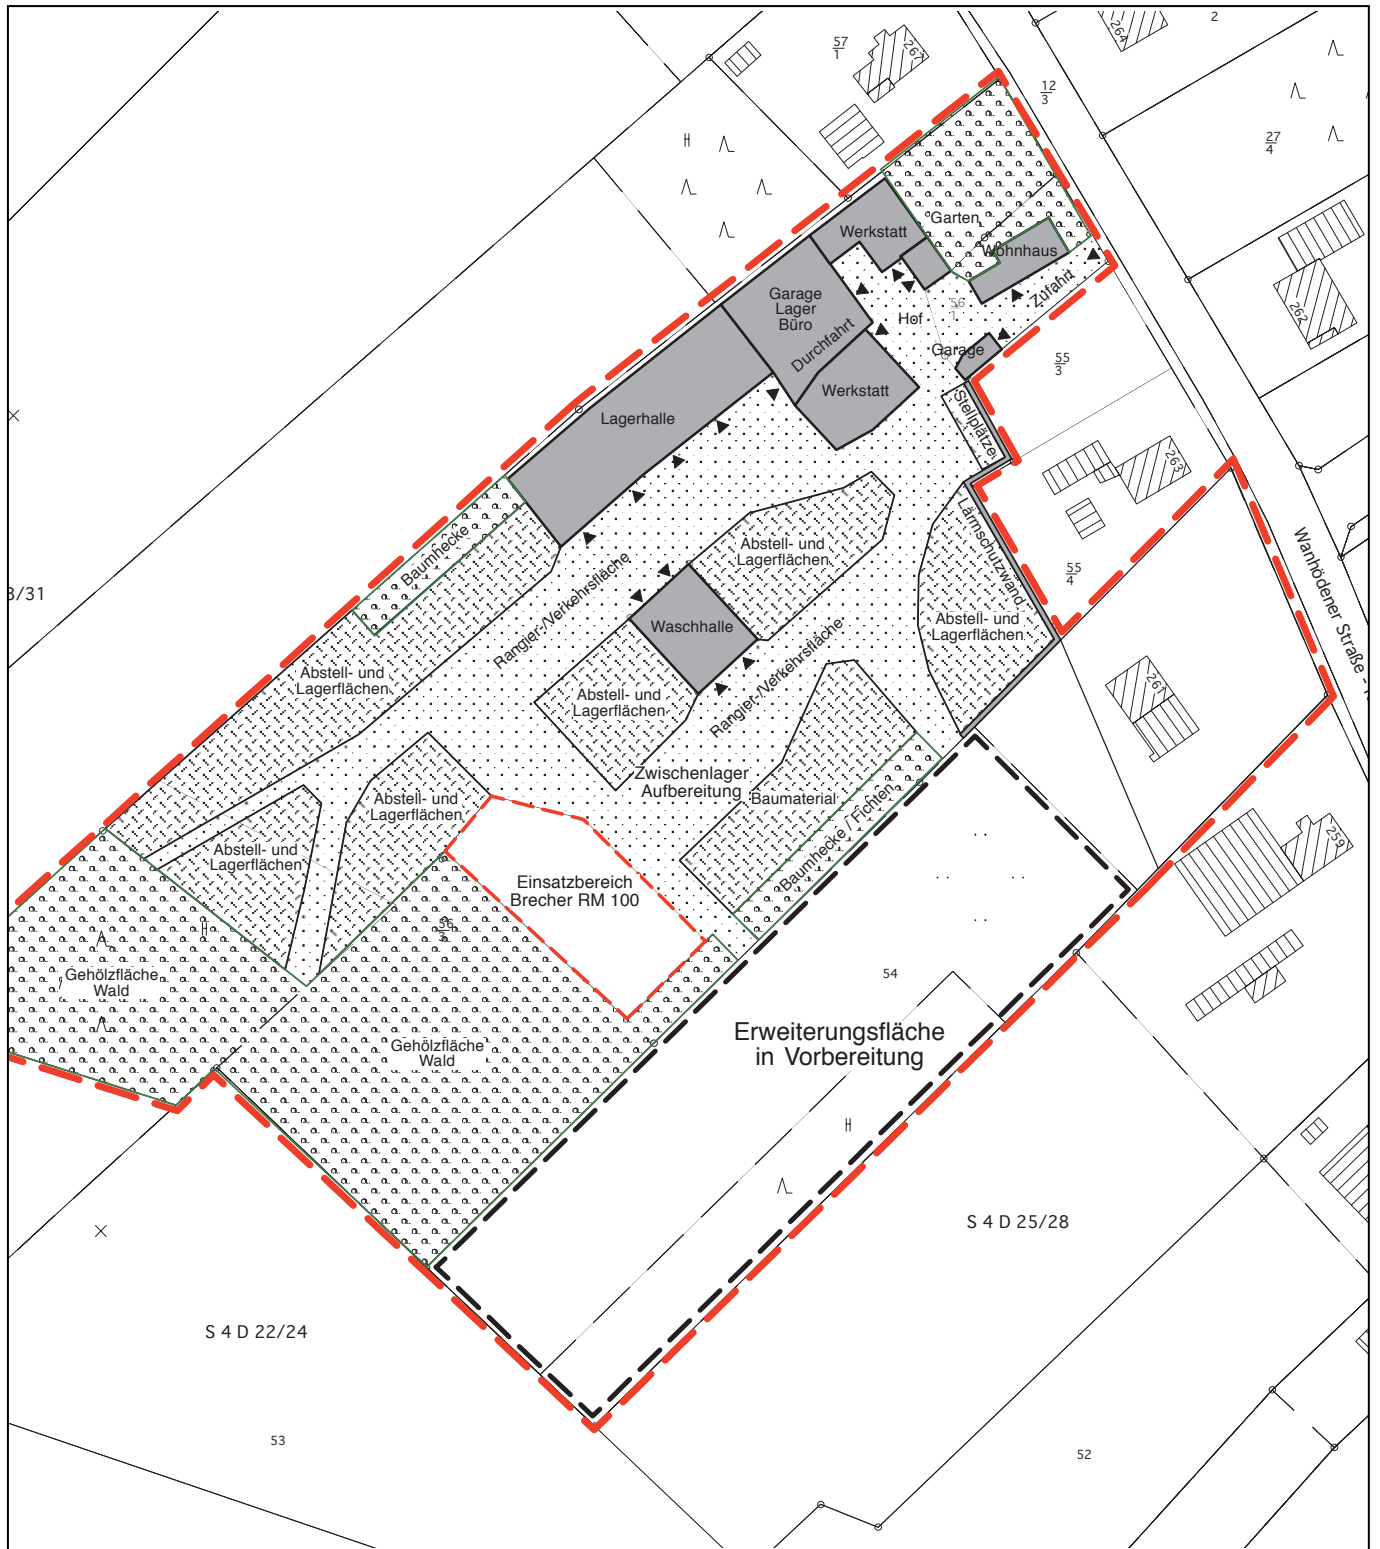 2
264
57
1
267
12
3
27
4
H
Werkstatt
Garten
Wohnhaus
Zufahrt
262
Garage
Lager
Büro
Durchfahrt
Hof
56
1
Garage
55
3
Werkstatt
Stellplätze
Lagerhalle
263
Baumhecke
Lärmschutzwand
Abstell- und
Lagerflächen
Rangier-/Verkehrsfläche
55
4
Wanhödener Straße -
3/31
Waschhalle
Abstell- und
Lagerflächen
Abstell- und
Lagerflächen
Abstell- und
Lagerflächen
Rangier-/Verkehrsfläche
261
Zwischenlager
Aufbereitung
Baumaterial
Baumhecke / Fichten
Abstell- und
Lagerflächen
Abstell- und
Lagerflächen
259
Einsatzbereich
Brecher RM 100
56
3
H
Gehölzfläche
Wald
54
Erweiterungsfläche
in Vorbereitung
Gehölzfläche
Wald
H
S 4 D 25/28
S 4 D 22/24
53
52